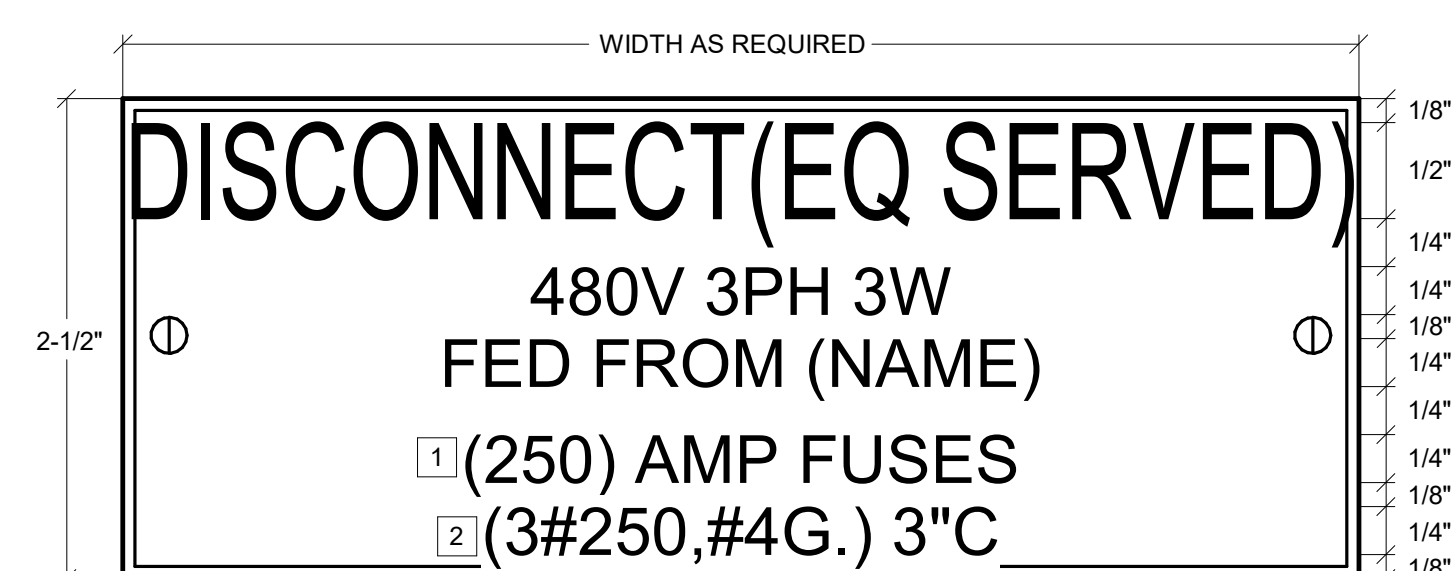 WIDTH AS REQUIRED
DISCONNECT(EQ SERVED)
480V 3PH 3W
FED FROM (NAME)
1 (250) AMP FUSES
2 (3#250,#4G.) 3"C
2-1/2"
1/8"
1/2"
1/4"
1/4"
1/8"
1/4"
1/4"
1/4"
1/8"
1/4"
1/8"